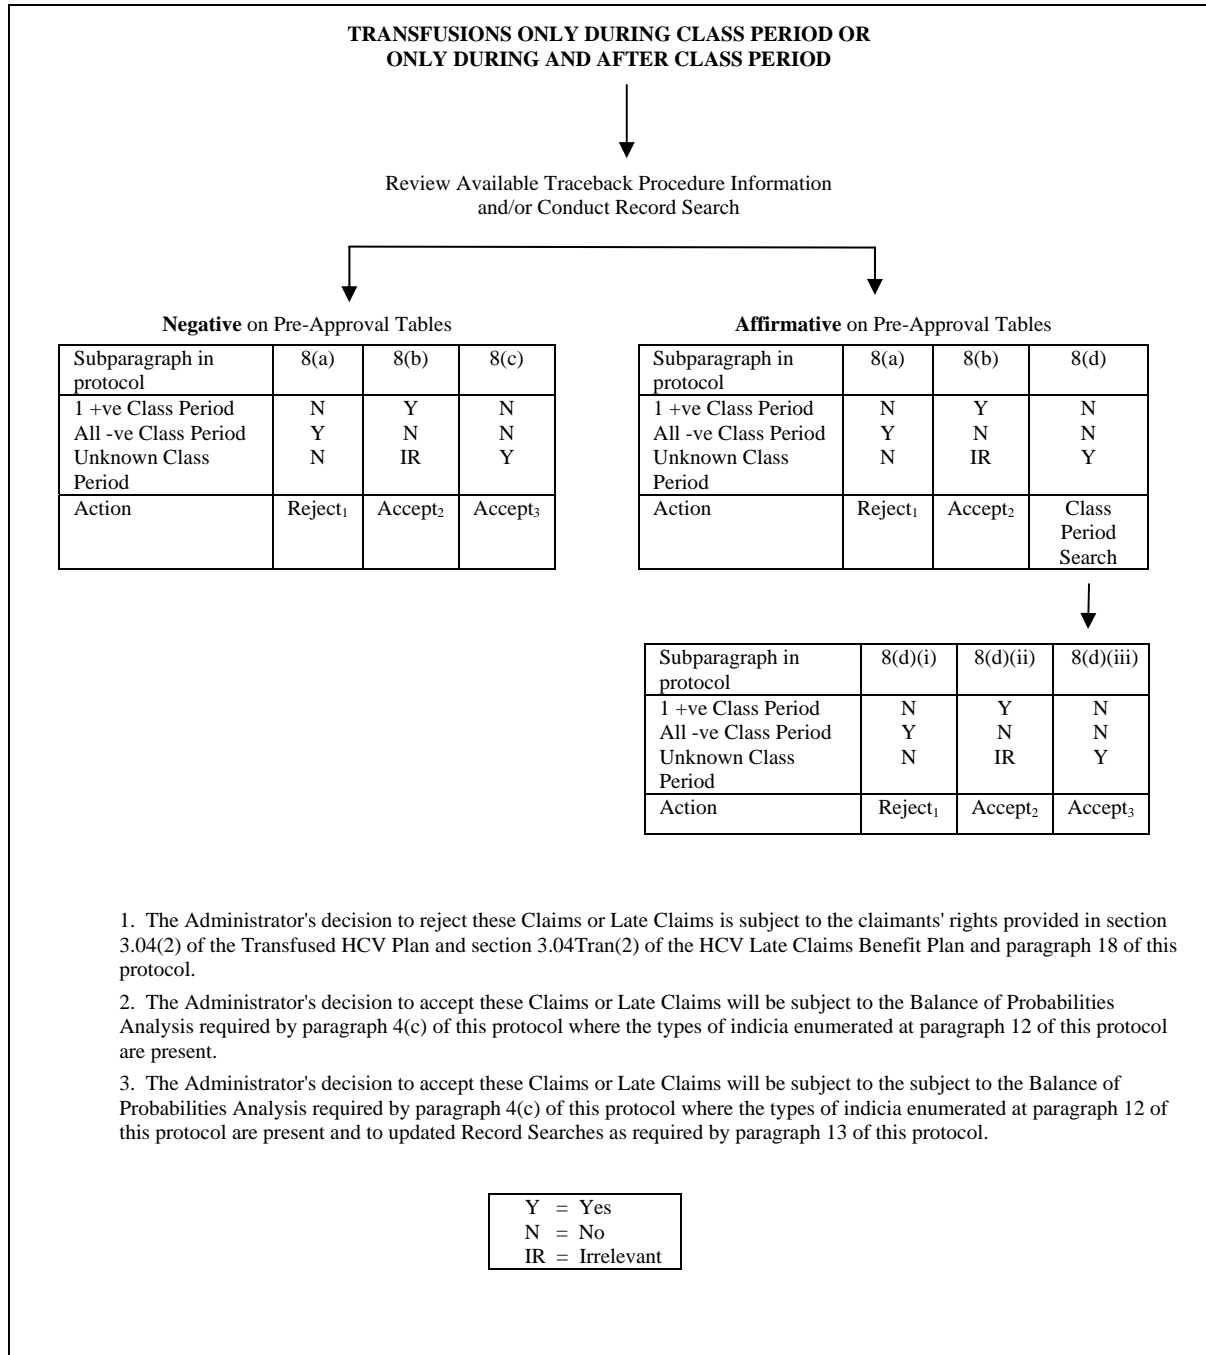 TRANSFUSIONS ONLY DURING CLASS PERIOD OR
ONLY DURING AND AFTER CLASS PERIOD
Review Available Traceback Procedure Information
and/or Conduct Record Search
Negative on Pre-Approval Tables
Subparagraph in 8(a) 8(b) 8(c)
protocol
1 +ve Class Period N Y N
All -ve Class Period Y N N
Unknown Class N IR Y
Period
Action Reject1 Accept2 Accept3
Affirmative on Pre-Approval Tables
Subparagraph in 8(a) 8(b) 8(d)
protocol
1 +ve Class Period N Y N
All -ve Class Period Y N N
Unknown Class N IR Y
Period
Action Reject1 Accept2 Class
Period
Search
Subparagraph in 8(d)(i) 8(d)(ii) 8(d)(iii)
protocol
1 +ve Class Period N Y N
All -ve Class Period Y N N
Unknown Class N IR Y
Period
Action Reject1 Accept2 Accept3
1. The Administrator's decision to reject these Claims or Late Claims is subject to the claimants' rights provided in section
3.04(2) of the Transfused HCV Plan and section 3.04Tran(2) of the HCV Late Claims Benefit Plan and paragraph 18 of this
protocol.
2. The Administrator's decision to accept these Claims or Late Claims will be subject to the Balance of Probabilities
Analysis required by paragraph 4(c) of this protocol where the types of indicia enumerated at paragraph 12 of this protocol
are present.
3. The Administrator's decision to accept these Claims or Late Claims will be subject to the subject to the Balance of
Probabilities Analysis required by paragraph 4(c) of this protocol where the types of indicia enumerated at paragraph 12 of
this protocol are present and to updated Record Searches as required by paragraph 13 of this protocol.
Y = Yes
N = No
IR = Irrelevant